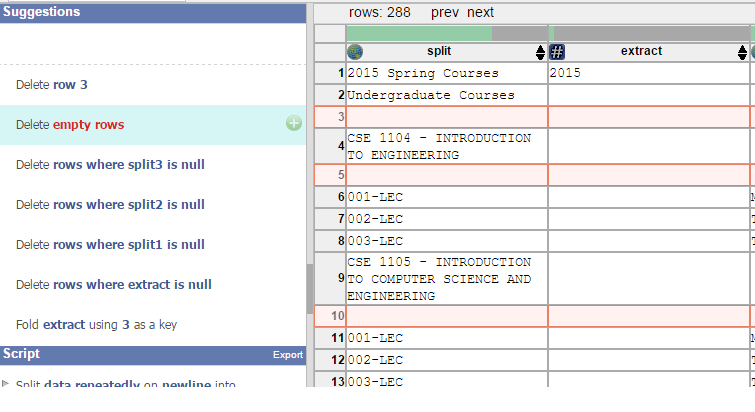 Suggestions
Delete row 3
Delete empty rows
Delete rows where split3 is null
Delete rows where split2 is null
Delete rows where split1 is null
Delete rows where extract is null
Fold extract using 3 as a key
Script Export
Split data repeatedly on newline into
rows: 288 prev next
split # extract
1 2015 Spring Courses 2015
2 Undergraduate Courses
3
4 CSE 1104 - INTRODUCTION
TO ENGINEERING
5
6 001-LEC
7 002-LEC
8 003-LEC
9 CSE 1105 - INTRODUCTION
TO COMPUTER SCIENCE AND
ENGINEERING
10
11 001-LEC
12 002-LEC
13 003-LEC